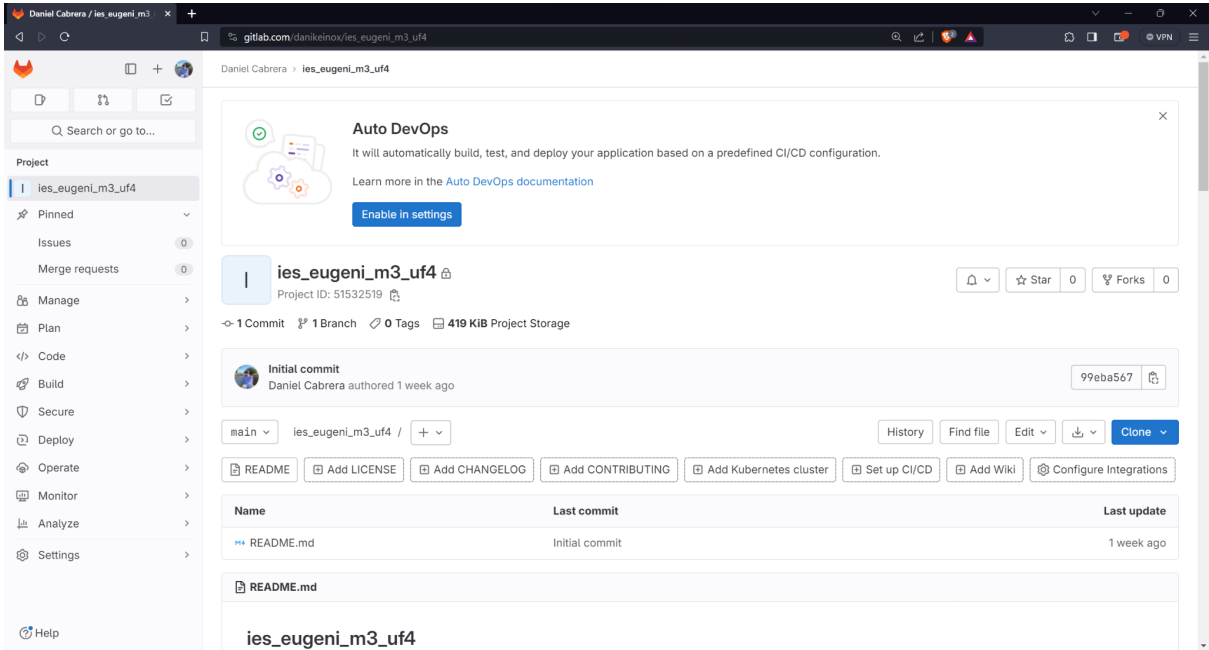 Daniel Cabrera / ies_eugeni_m3
gitlab.com/danikeinox/ies_eugeni_m3_uf4
VPN
Daniel Cabrera > ies_eugeni_m3_uf4
Search or go to...
Project
I ies_eugeni_m3_uf4
Pinned
Issues 0
Merge requests 0
Manage
Plan
Code
Build
Secure
Deploy
Operate
Monitor
Analyze
Settings
Help
Auto DevOps
It will automatically build, test, and deploy your application based on a predefined CI/CD configuration.
Learn more in the Auto DevOps documentation
Enable in settings
I ies_eugeni_m3_uf4
Project ID: 51532519
Star 0 Forks 0
1 Commit 1 Branch 0 Tags 419 KiB Project Storage
Initial commit
Daniel Cabrera authored 1 week ago
99eba567
main ies_eugeni_m3_uf4 / + History Find file Edit Clone
README Add LICENSE Add CHANGELOG Add CONTRIBUTING Add Kubernetes cluster Set up CI/CD Add Wiki Configure Integrations
Name Last commit Last update
README.md Initial commit 1 week ago
README.md
ies_eugeni_m3_uf4